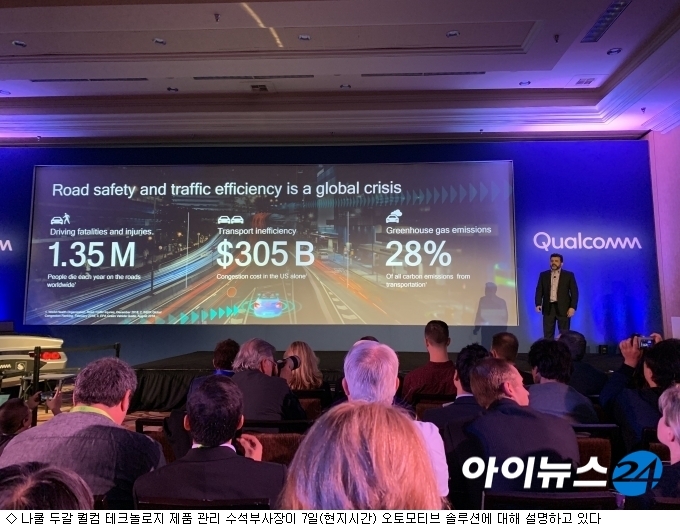 Road safety and traffic efficiency is a global crisis
Driving fatalities and injuries.
1.35 M
People die each year on the roads
worldwide¹
Transport inefficiency
$305 B
Congestion cost in the US alone²
Greenhouse gas emissions
28%
Of all carbon emissions from
transportation³
Qualcomm
아이뉴스24
◇ 나쿨 두갈 퀄컴 테크놀로지 제품 관리 수석부사장이 7일(현지시간) 오토모티브 솔루션에 대해 설명하고 있다